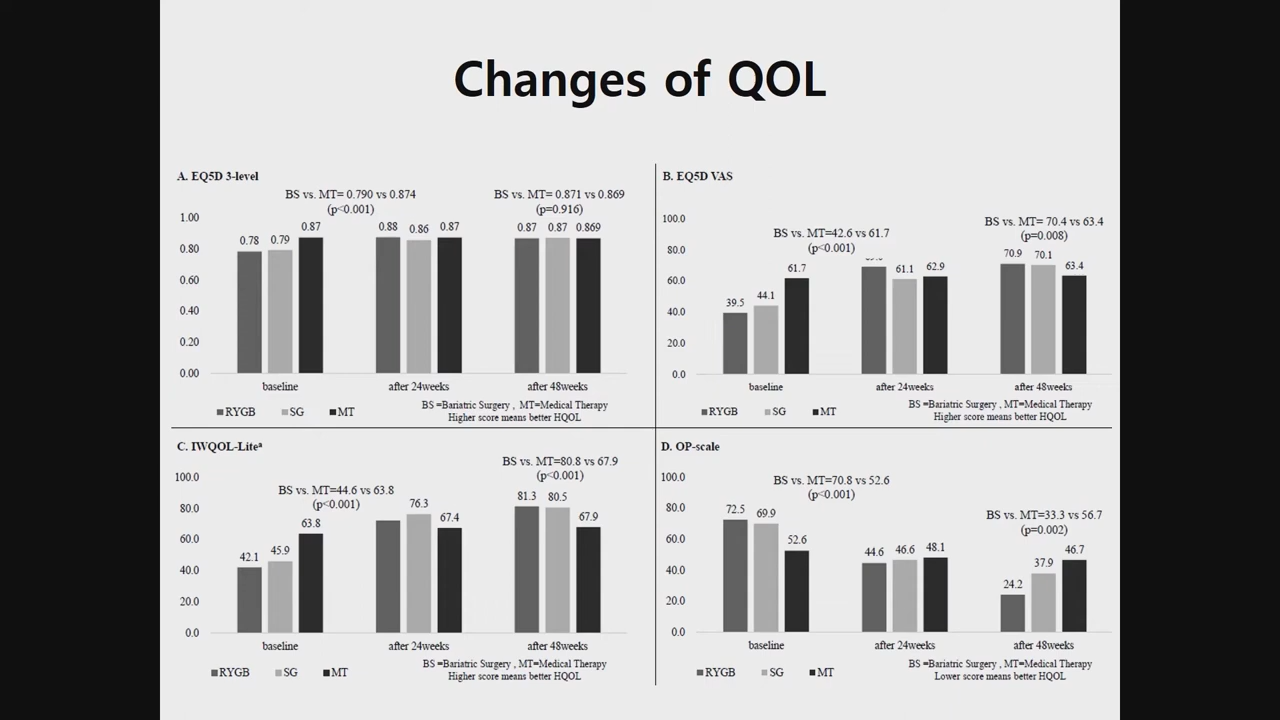 Changes of QOL
A. EQ5D 3-level
BS vs. MT= 0.790 vs 0.874
(p<0.001)
BS vs. MT= 0.871 vs 0.869
(p=0.916)
1.00
0.80
0.60
0.40
0.20
0.00
0.78 0.79 0.87
0.88 0.86 0.87
0.87 0.87 0.869
baseline after 24weeks after 48weeks
RYGB SG MT
BS =Bariatric Surgery , MT=Medical Therapy
Higher score means better HQOL
B. EQ5D VAS
BS vs. MT=42.6 vs 61.7
(p<0.001)
BS vs. MT= 70.4 vs 63.4
(p=0.008)
100.0
80.0
60.0
40.0
20.0
0.0
39.5 44.1 61.7
61.1 62.9
70.9 70.1 63.4
baseline after 24weeks after 48weeks
RYGB SG MT
BS =Bariatric Surgery , MT=Medical Therapy
Higher score means better HQOL
C. IWQOL-Liteª
BS vs. MT=44.6 vs 63.8
(p<0.001)
BS vs. MT=80.8 vs 67.9
(p<0.001)
100.0
80.0
60.0
40.0
20.0
0.0
42.1 45.9 63.8
76.3 67.4
81.3 80.5 67.9
baseline after 24weeks after 48weeks
RYGB SG MT
BS =Bariatric Surgery , MT=Medical Therapy
Higher score means better HQOL
D. OP-scale
BS vs. MT=70.8 vs 52.6
(p<0.001)
BS vs. MT=33.3 vs 56.7
(p=0.002)
100.0
80.0
60.0
40.0
20.0
0.0
72.5 69.9 52.6
44.6 46.6 48.1
24.2 37.9 46.7
baseline after 24weeks after 48weeks
RYGB SG MT
BS =Bariatric Surgery , MT=Medical Therapy
Lower score means better HQOL